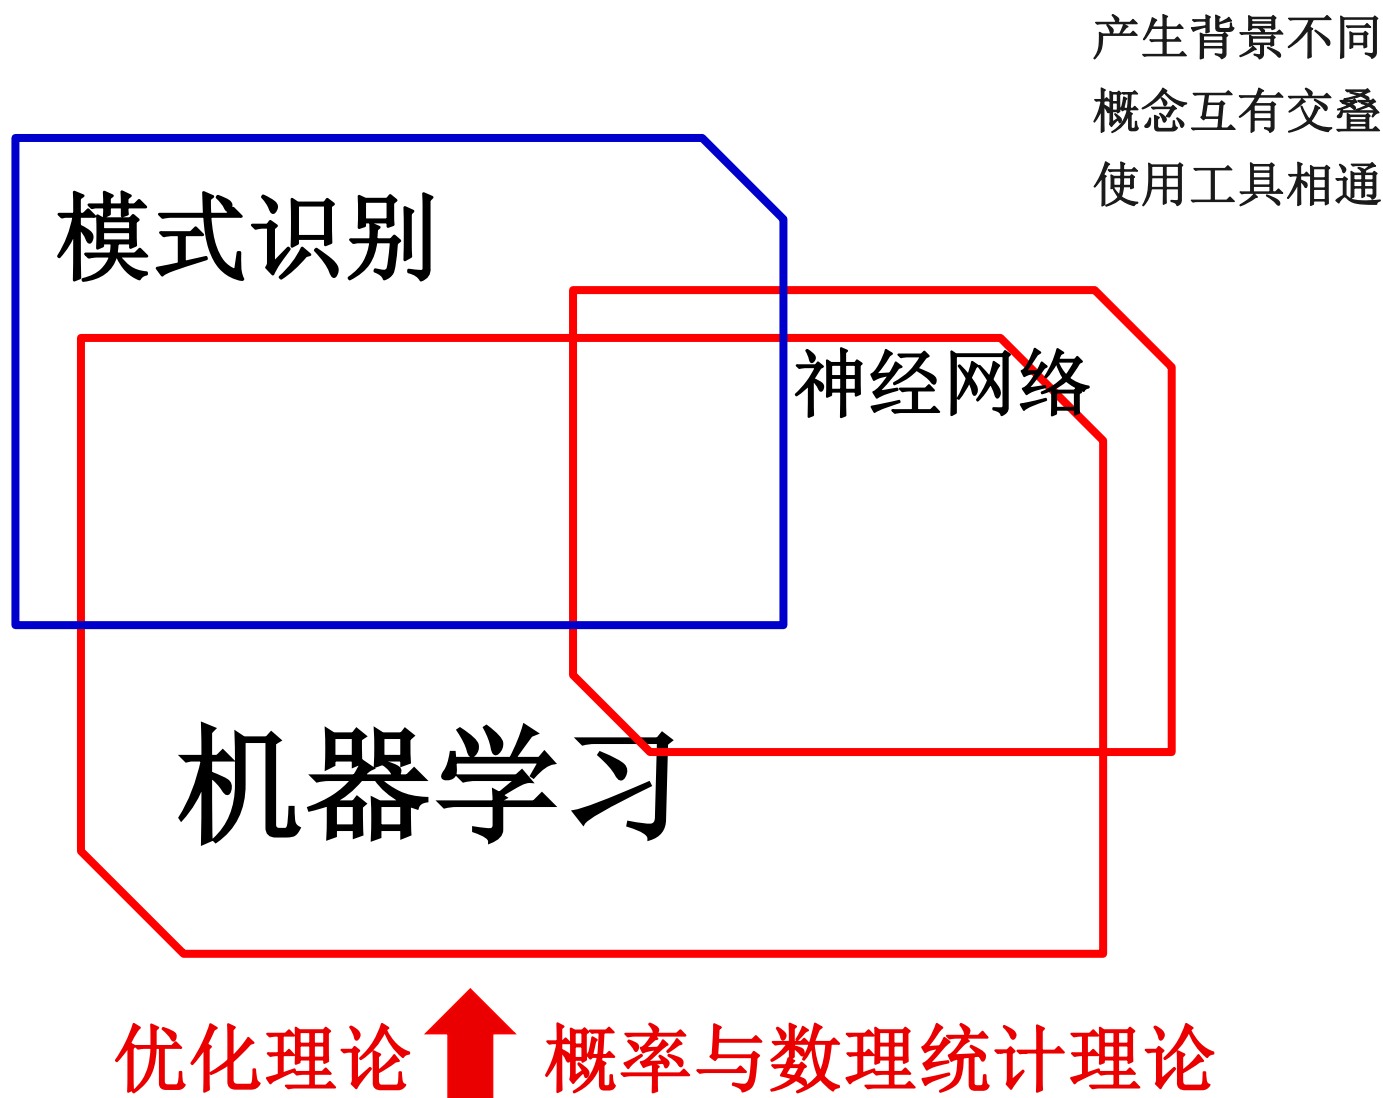 产生背景不同
概念互有交叠
使用工具相通
模式识别
神经网络
机器学习
优化理论
概率与数理统计理论